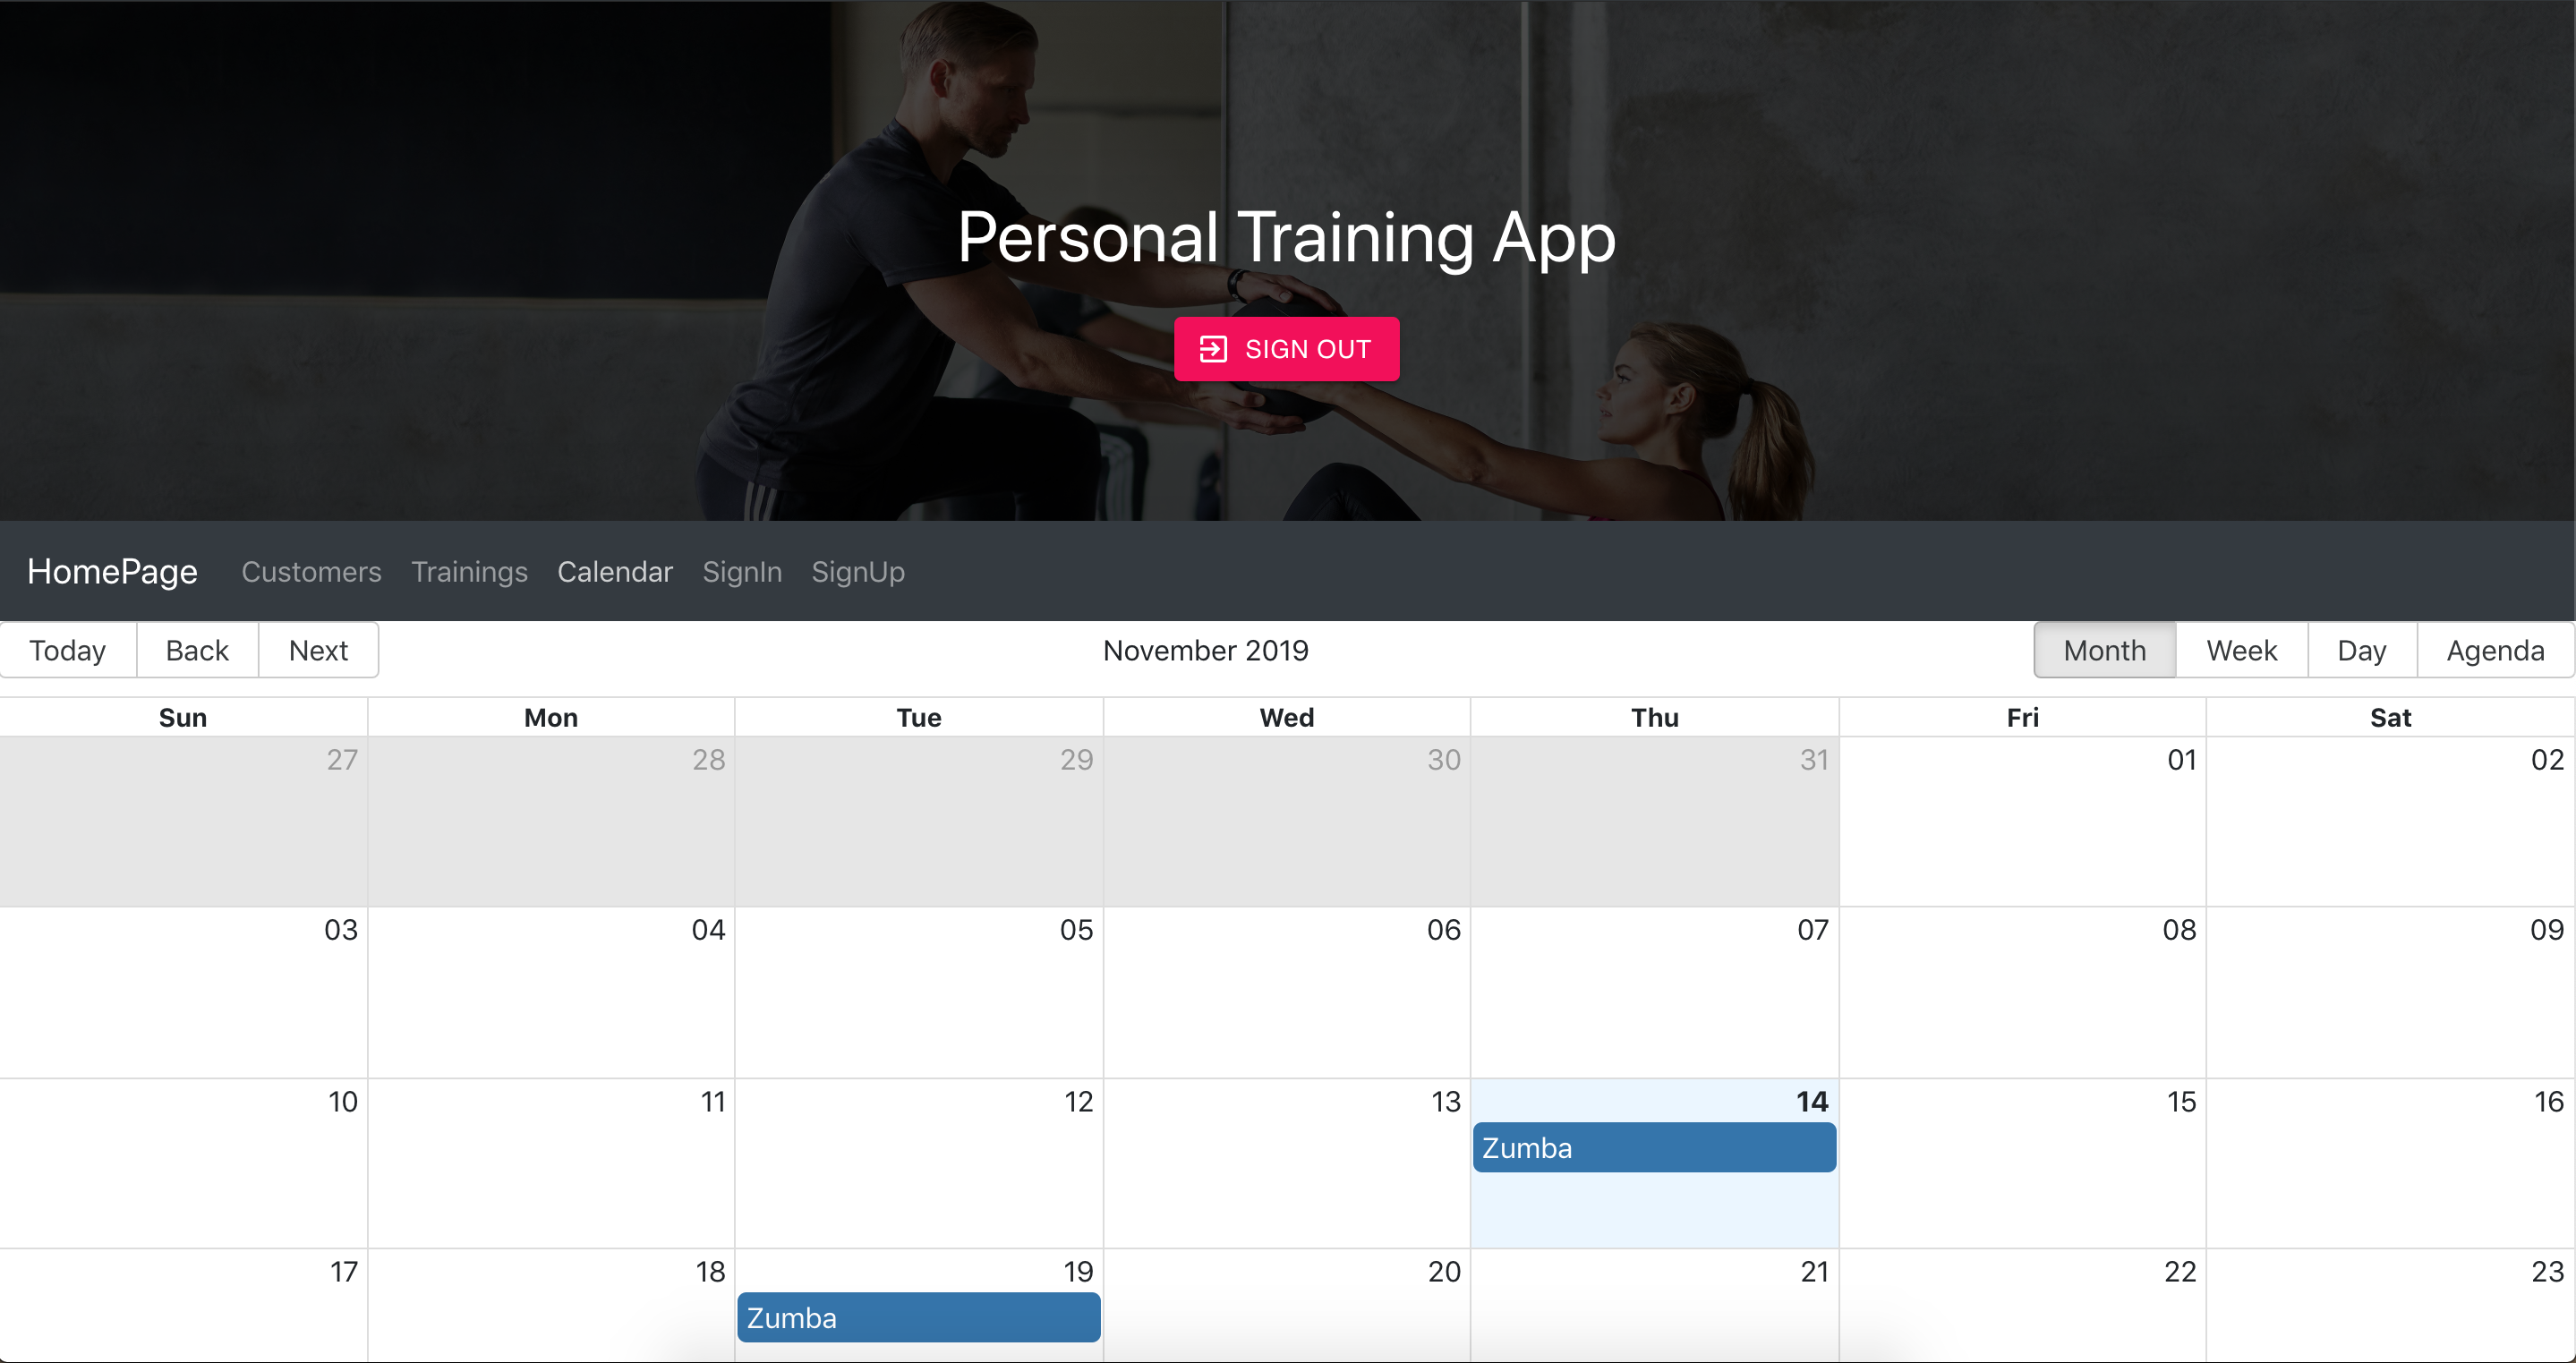 Personal Training App
SIGN OUT
HomePage Customers Trainings Calendar SignIn SignUp
Today Back Next November 2019 Month Week Day Agenda
Sun Mon Tue Wed Thu Fri Sat
27 28 29 30 31 01 02
03 04 05 06 07 08 09
10 11 12 13 14 15 16
Zumba
17 18 19 20 21 22 23
Zumba